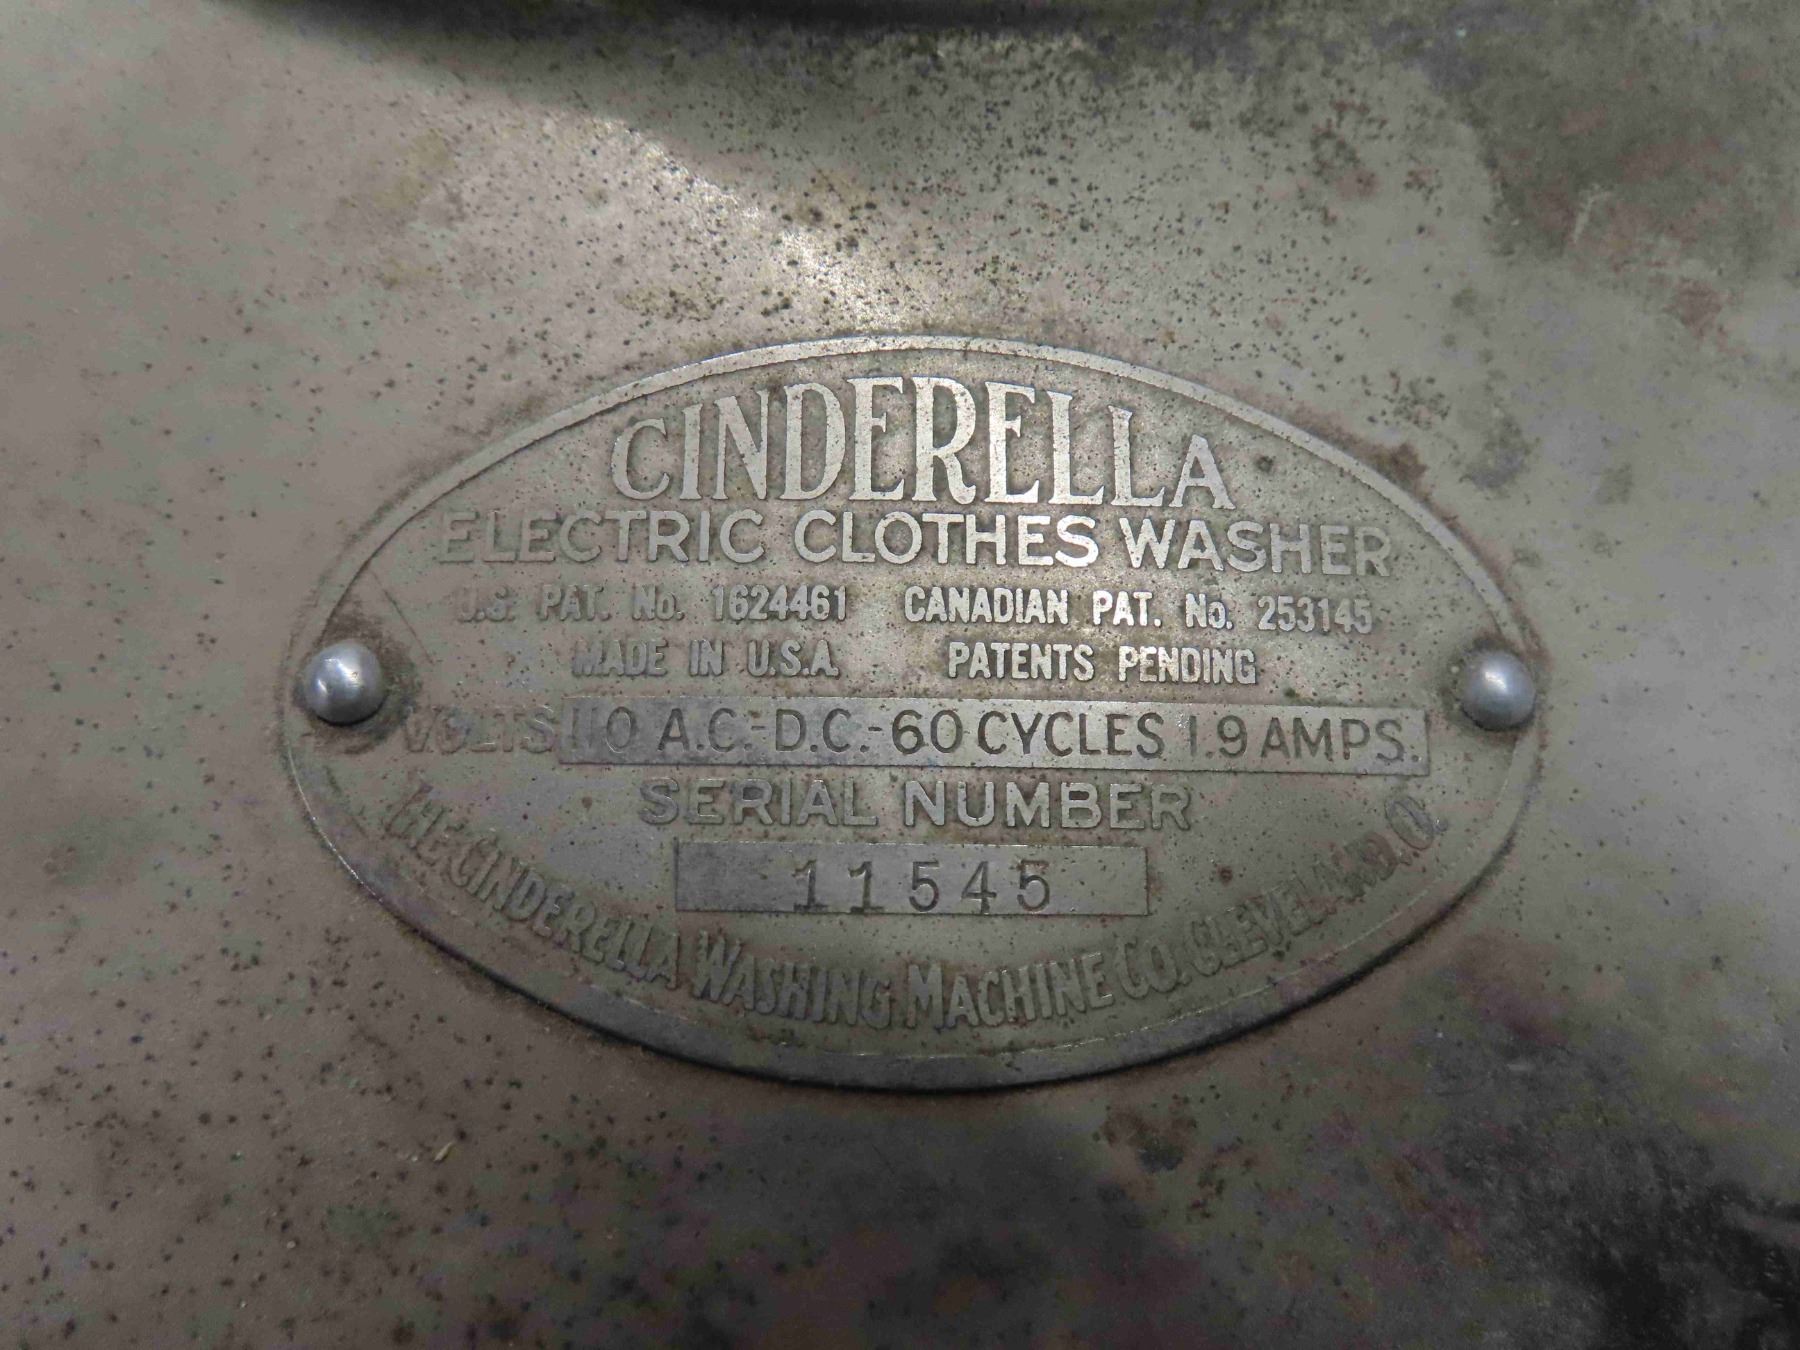 CINDERELLA
ELECTRIC CLOTHES WASHER
U.S. PAT. No. 1624461 CANADIAN PAT. No. 253145
MADE IN U.S.A. PATENTS PENDING
VOLTS 110 A.C.-D.C.-60 CYCLES 1.9 AMPS.
SERIAL NUMBER
11545
THE CINDERELLA WASHING MACHINE CO. CLEVELAND, O.